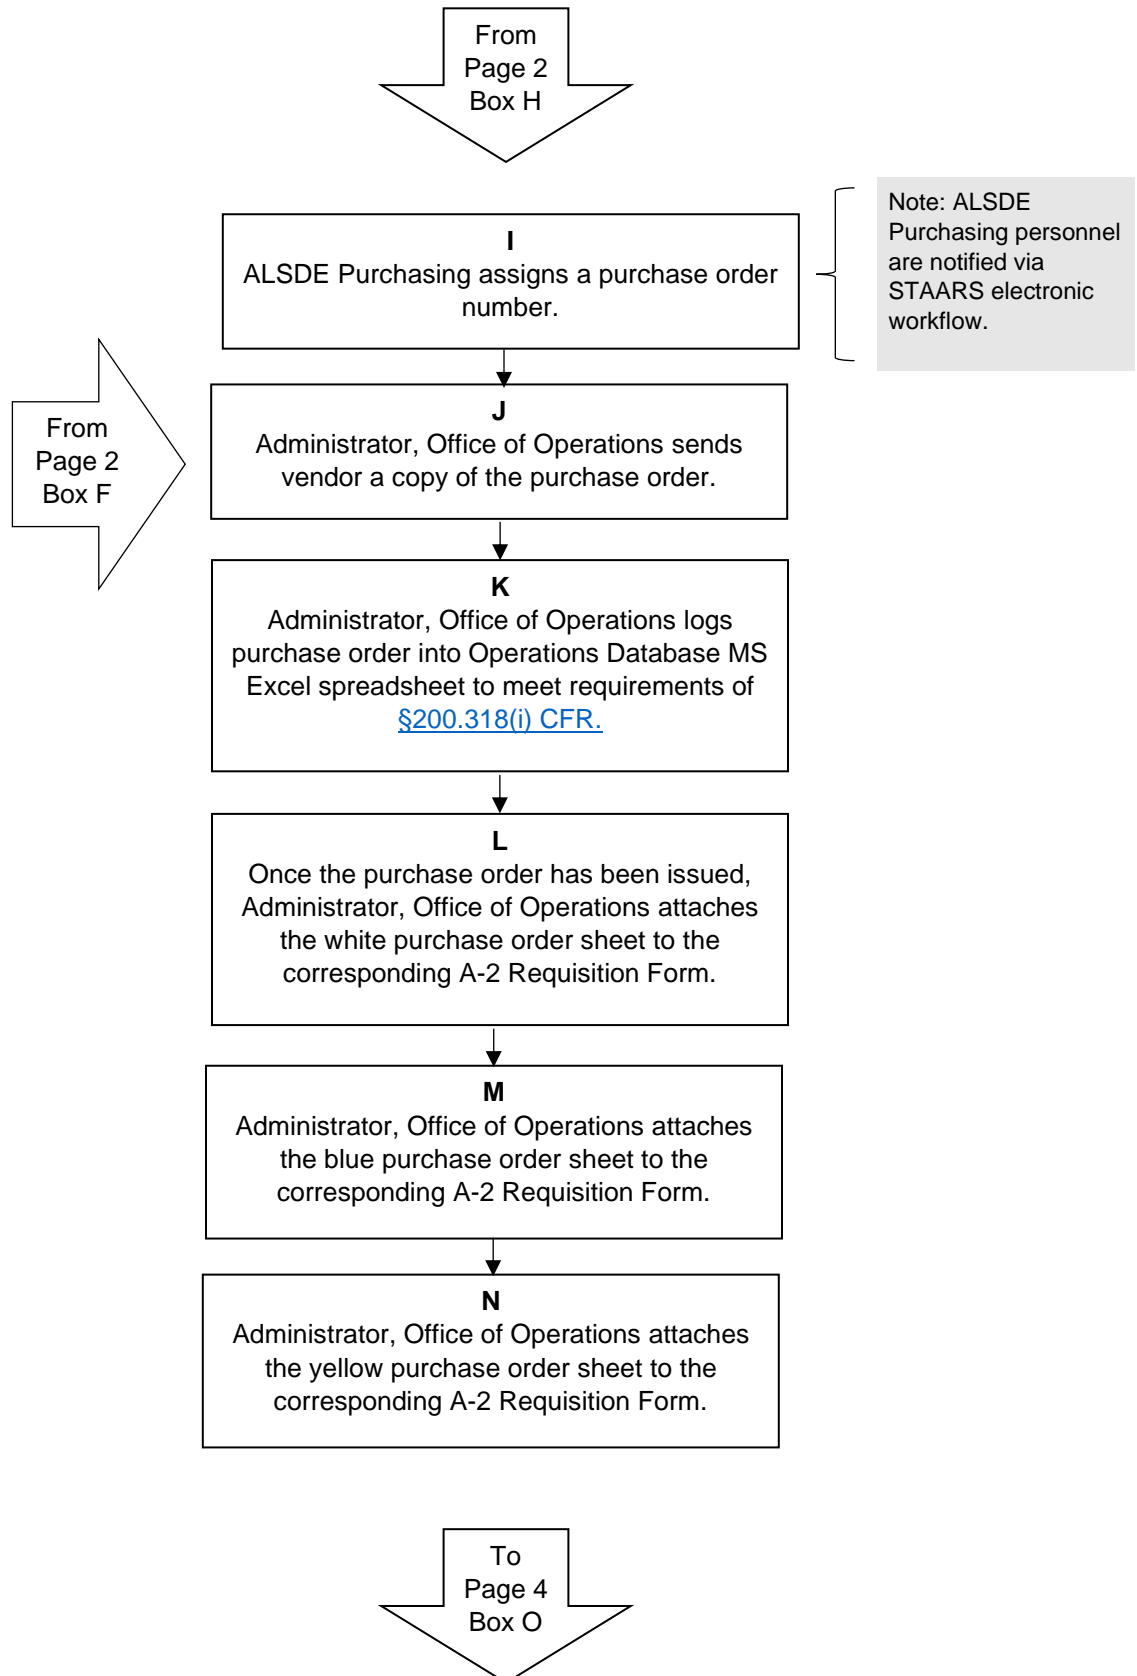 From
Page 2
Box H
I
ALSDE Purchasing assigns a purchase order
number.
Note: ALSDE
Purchasing personnel
are notified via
STAARS electronic
workflow.
From
Page 2
Box F
J
Administrator, Office of Operations sends
vendor a copy of the purchase order.
K
Administrator, Office of Operations logs
purchase order into Operations Database MS
Excel spreadsheet to meet requirements of
§200.318(i) CFR.
L
Once the purchase order has been issued,
Administrator, Office of Operations attaches
the white purchase order sheet to the
corresponding A-2 Requisition Form.
M
Administrator, Office of Operations attaches
the blue purchase order sheet to the
corresponding A-2 Requisition Form.
N
Administrator, Office of Operations attaches
the yellow purchase order sheet to the
corresponding A-2 Requisition Form.
To
Page 4
Box O